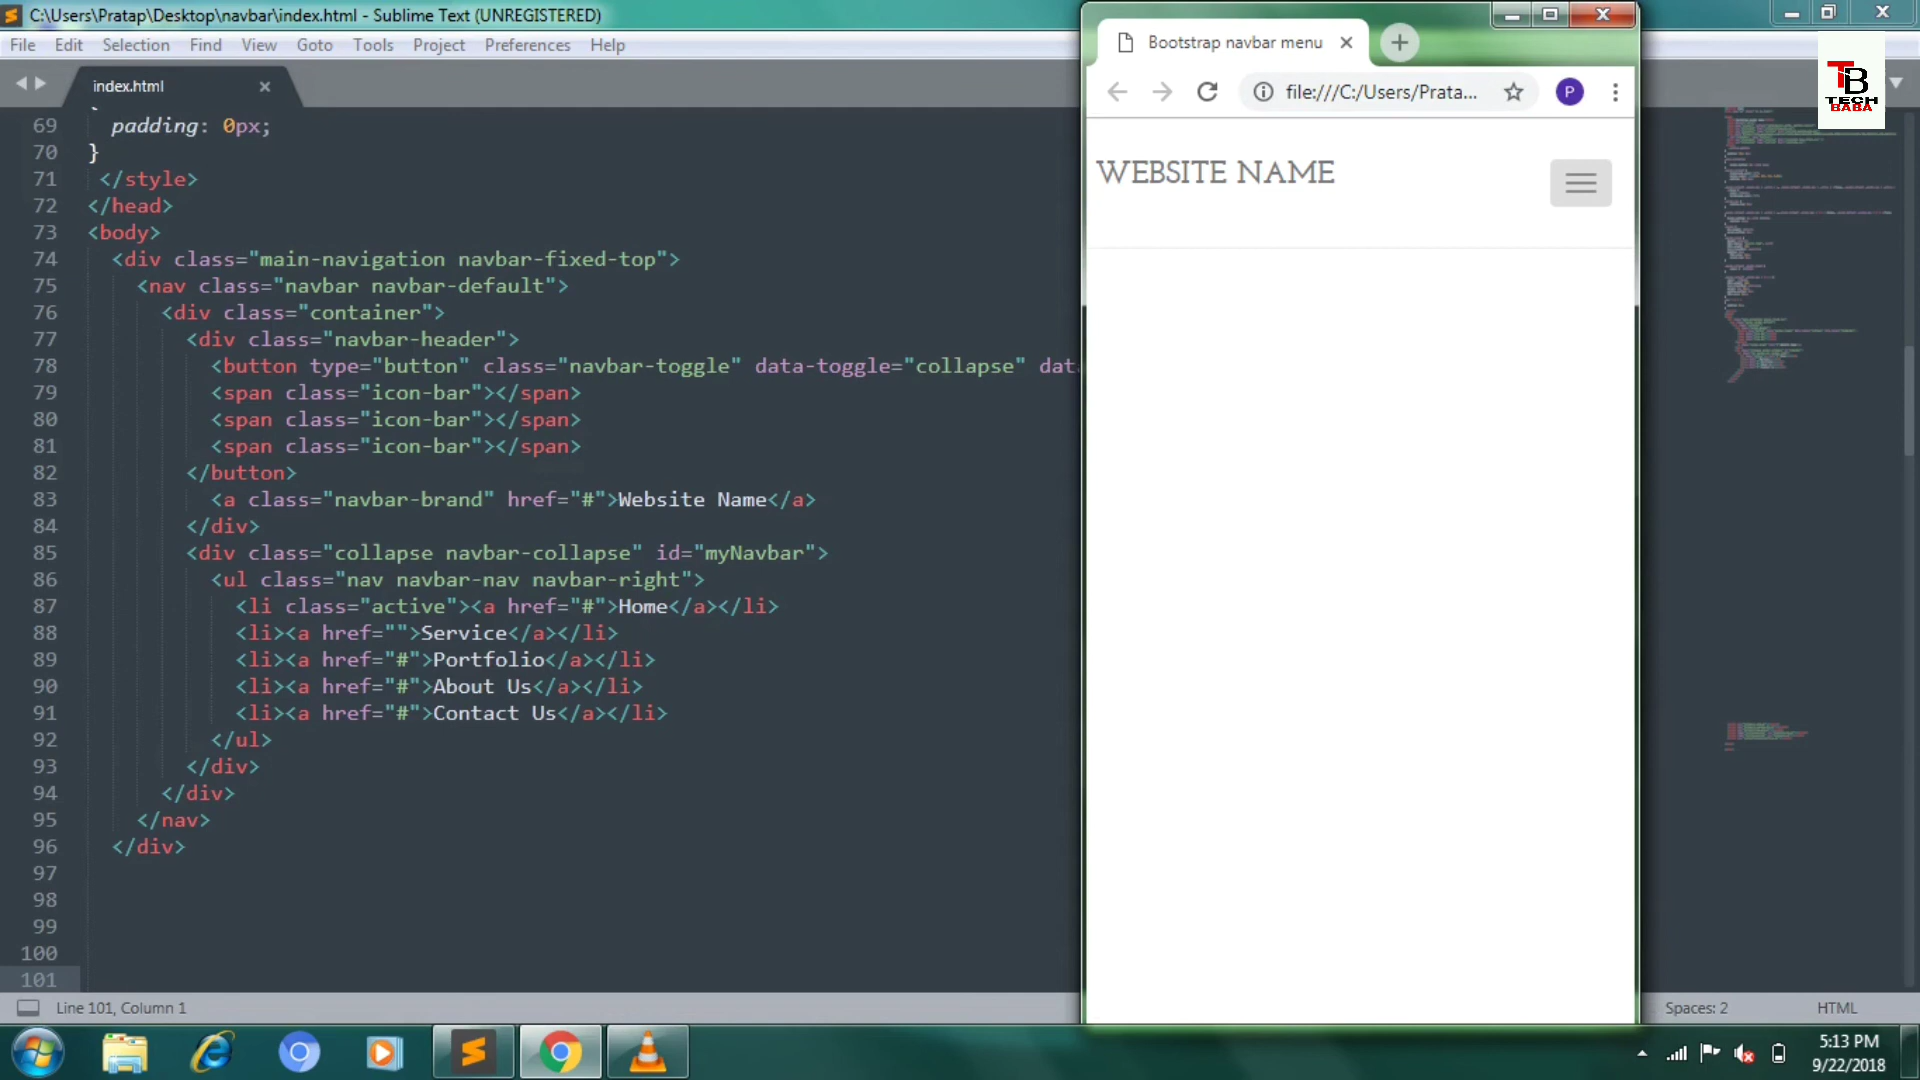 C:\Users\Pratap\Desktop\navbar\index.html - Sublime Text (UNREGISTERED)
File Edit Selection Find View Goto Tools Project Preferences Help
index.html
69 padding: 0px;
70 }
71 </style>
72 </head>
73 <body>
74 <div class="main-navigation navbar-fixed-top">
75 <nav class="navbar navbar-default">
76 <div class="container">
77 <div class="navbar-header">
78 <button type="button" class="navbar-toggle" data-toggle="collapse" dat
79 <span class="icon-bar"></span>
80 <span class="icon-bar"></span>
81 <span class="icon-bar"></span>
82 </button>
83 <a class="navbar-brand" href="#">Website Name</a>
84 </div>
85 <div class="collapse navbar-collapse" id="myNavbar">
86 <ul class="nav navbar-nav navbar-right">
87 <li class="active"><a href="#">Home</a></li>
88 <li><a href="">Service</a></li>
89 <li><a href="#">Portfolio</a></li>
90 <li><a href="#">About Us</a></li>
91 <li><a href="#">Contact Us</a></li>
92 </ul>
93 </div>
94 </div>
95 </nav>
96 </div>
97
98
99
100
101
Line 101, Column 1
Spaces: 2
HTML
Bootstrap navbar menu
file:///C:/Users/Prata...
P
WEBSITE NAME
TB
TECH
BABA
5:13 PM
9/22/2018